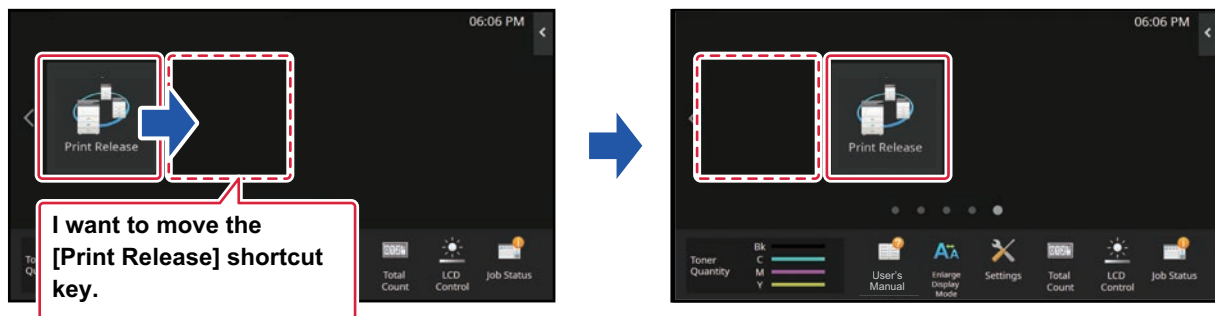 06:06 PM
Print Release
I want to move the
[Print Release] shortcut
key.
Total
Count
LCD
Control
Job Status
06:06 PM
Print Release
Toner
Quantity
Bk
C
M
Y
User's
Manual
Enlarge
Display
Mode
Settings
Total
Count
LCD
Control
Job Status